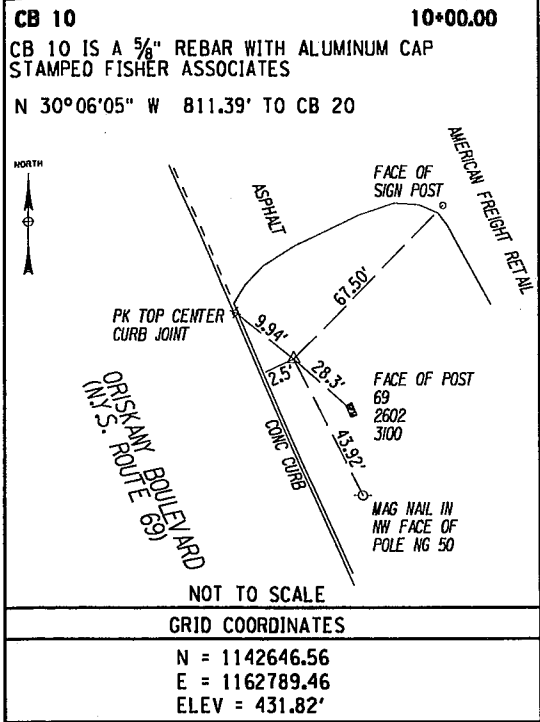 CB 10 10+00.00
CB 10 IS A 5/8" REBAR WITH ALUMINUM CAP
STAMPED FISHER ASSOCIATES
N 30°06'05" W 811.39' TO CB 20
NORTH
ASPHALT
FACE OF
SIGN POST
AMERICAN FREIGHT RETAIL
67.50'
PK TOP CENTER
CURB JOINT
9.94'
2.5'
28.3'
FACE OF POST
69
2602
3100
43.92'
CONC CURB
ORISKANY BOULEVARD
(N.Y.S. ROUTE 69)
MAG NAIL IN
NW FACE OF
POLE NG 50
NOT TO SCALE
GRID COORDINATES
N = 1142646.56
E = 1162789.46
ELEV = 431.82'